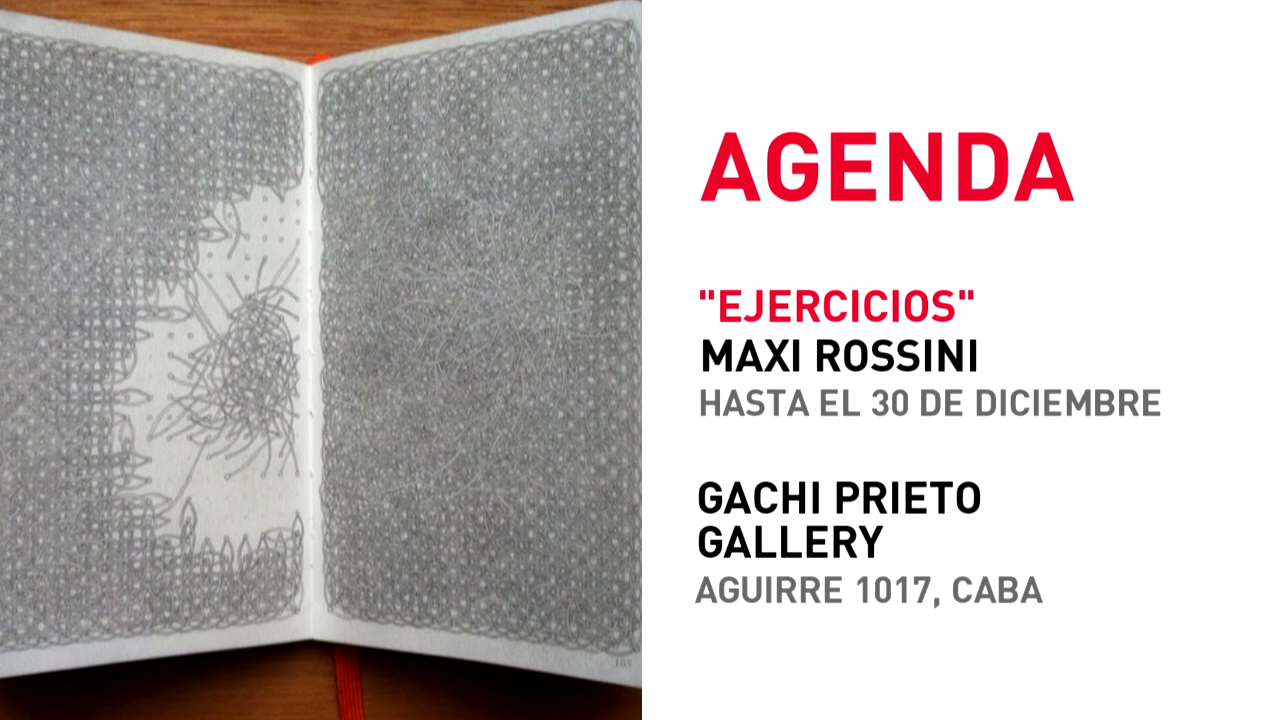 AGENDA
"EJERCICIOS"
MAXI ROSSINI
HASTA EL 30 DE DICIEMBRE
GACHI PRIETO
GALLERY
AGUIRRE 1017, CABA